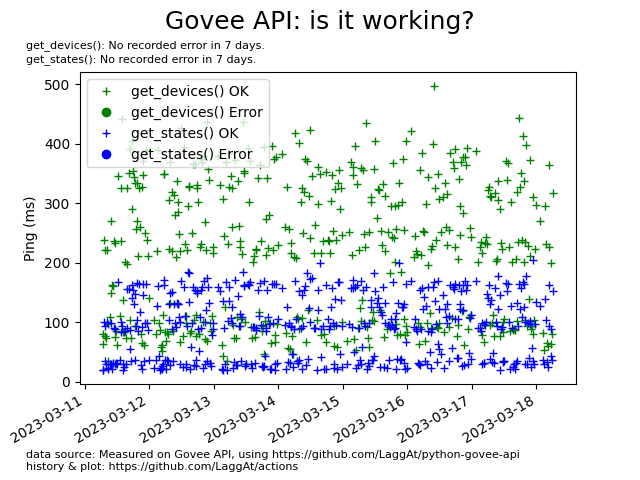 Govee API: is it working?
get_devices(): No recorded error in 7 days.
get_states(): No recorded error in 7 days.
get_devices() OK
get_devices() Error
get_states() OK
get_states() Error
Ping (ms)
500
400
300
200
100
0
2023-03-11
2023-03-12
2023-03-13
2023-03-14
2023-03-15
2023-03-16
2023-03-17
2023-03-18
data source: Measured on Govee API, using https://github.com/LaggAt/python-govee-api
history & plot: https://github.com/LaggAt/actions